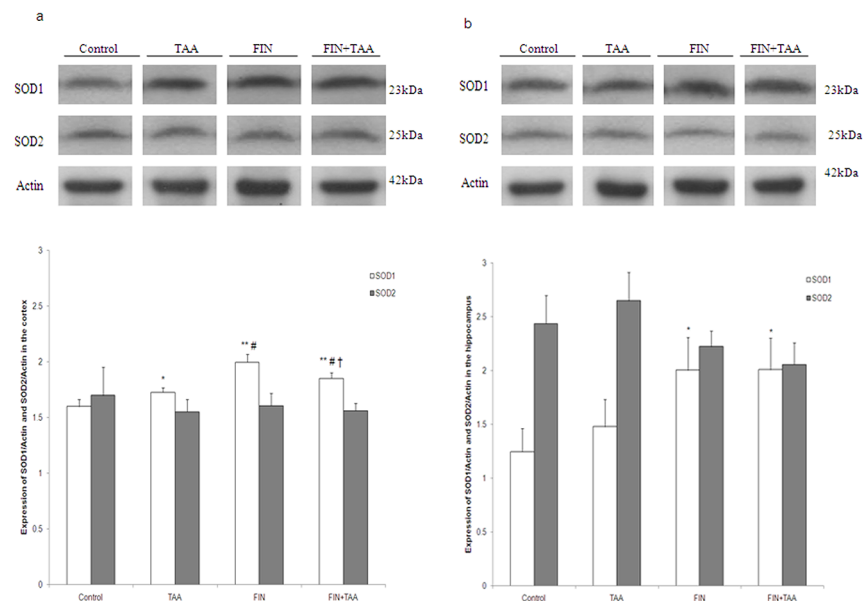 a
Control TAA FIN FIN+TAA
SOD1 23kDa
SOD2 25kDa
Actin 42kDa
3
2.5
2
1.5
1
0.5
0
Expression of SOD1/Actin and SOD2/Actin in the cortex
SOD1
SOD2
*
** #
** # †
Control TAA FIN FIN+TAA
b
Control TAA FIN FIN+TAA
SOD1 23kDa
SOD2 25kDa
Actin 42kDa
3
2.5
2
1.5
1
0.5
0
Expression of SOD1/Actin and SOD2/Actin in the hippocampus
SOD1
SOD2
*
*
Control TAA FIN FIN+TAA